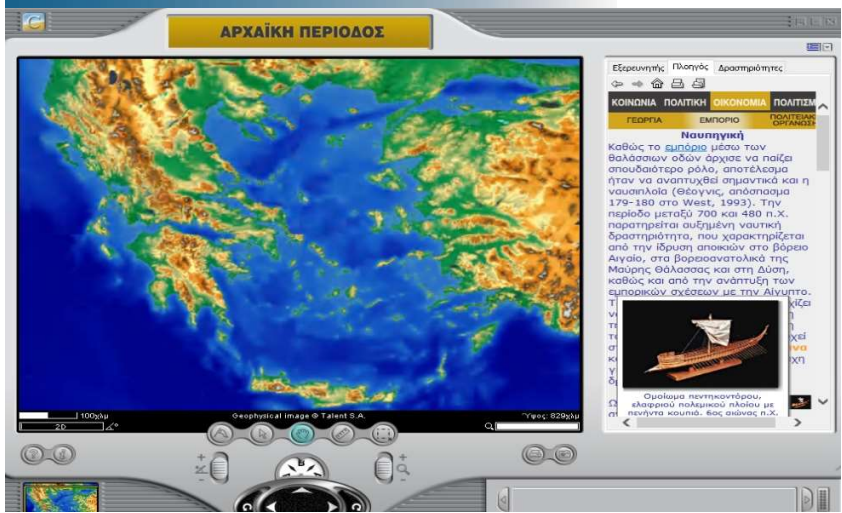 ΑΡΧΑΪΚΗ ΠΕΡΙΟΔΟΣ
Εξερευνητής Πλοηγός Δραστηριότητες
ΚΟΙΝΩΝΙΑ ΠΟΛΙΤΙΚΗ ΟΙΚΟΝΟΜΙΑ ΠΟΛΙΤΙΣΜ
ΓΕΩΡΓΙΑ ΕΜΠΟΡΙΟ ΠΟΛΙΤΕΙΑΚ
ΟΡΓΑΝΩΣΗ
Ναυπηγική
Καθώς το εμπόριο μέσω των
θαλάσσιων οδών άρχισε να παίζει
σπουδαιότερο ρόλο, αποτέλεσμα
ήταν να αναπτυχθεί σημαντικά και η
ναυσιπλοΐα (Θέογνις, απόσπασμα
179-180 στο West, 1993). Την
περίοδο μεταξύ 700 και 480 π.Χ.
παρατηρείται αυξημένη ναυτική
δραστηριότητα, που χαρακτηρίζεται
από την ίδρυση αποικιών στο βόρειο
Αιγαίο, στα βορειοανατολικά της
Μαύρης Θάλασσας και στη Δύση,
καθώς και από την ανάπτυξη των
εμπορικών σχέσεων με την Αίγυπτο.
Ομοίωμα πεντηκοντόρου,
ελαφριού πολεμικού πλοίου με
πενήντα κουπιά. 6ος αιώνας π.Χ.
100χλμ Geophysical image © Talent S.A. Ύψος: 829χλμ
2D